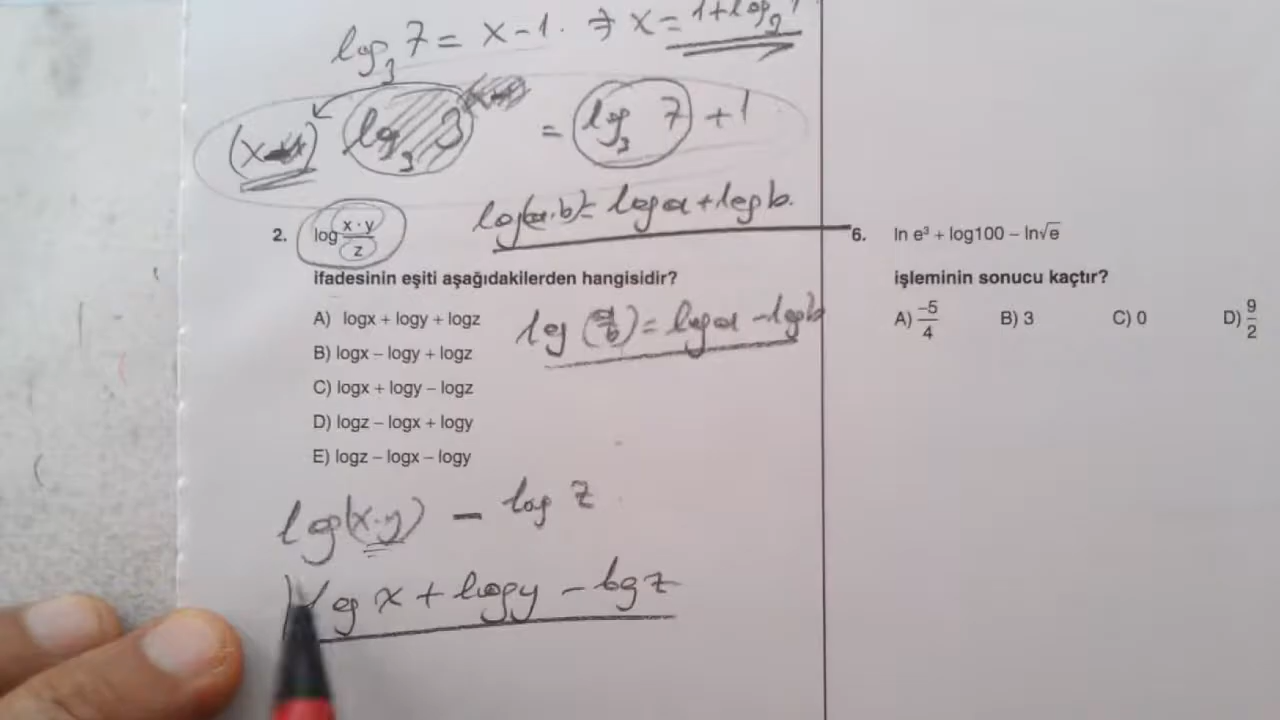 log₃ 7 = x - 1 ⇒ x = 1 + log₃ 7
(x) log₃ 3 = log₃ 7 + 1
log(a.b) = log a + log b.
2. log x · y / z
ifadesinin eşiti aşağıdakilerden hangisidir?
A) logx + logy + logz
B) logx – logy + logz
C) logx + logy – logz
D) logz – logx + logy
E) logz – logx – logy
log (a/b) = log a - log b
log(x.y) - log z
log x + log y - log z
6. ln e³ + log100 – ln√e
işleminin sonucu kaçtır?
A) –5/4 B) 3 C) 0 D) 9/2